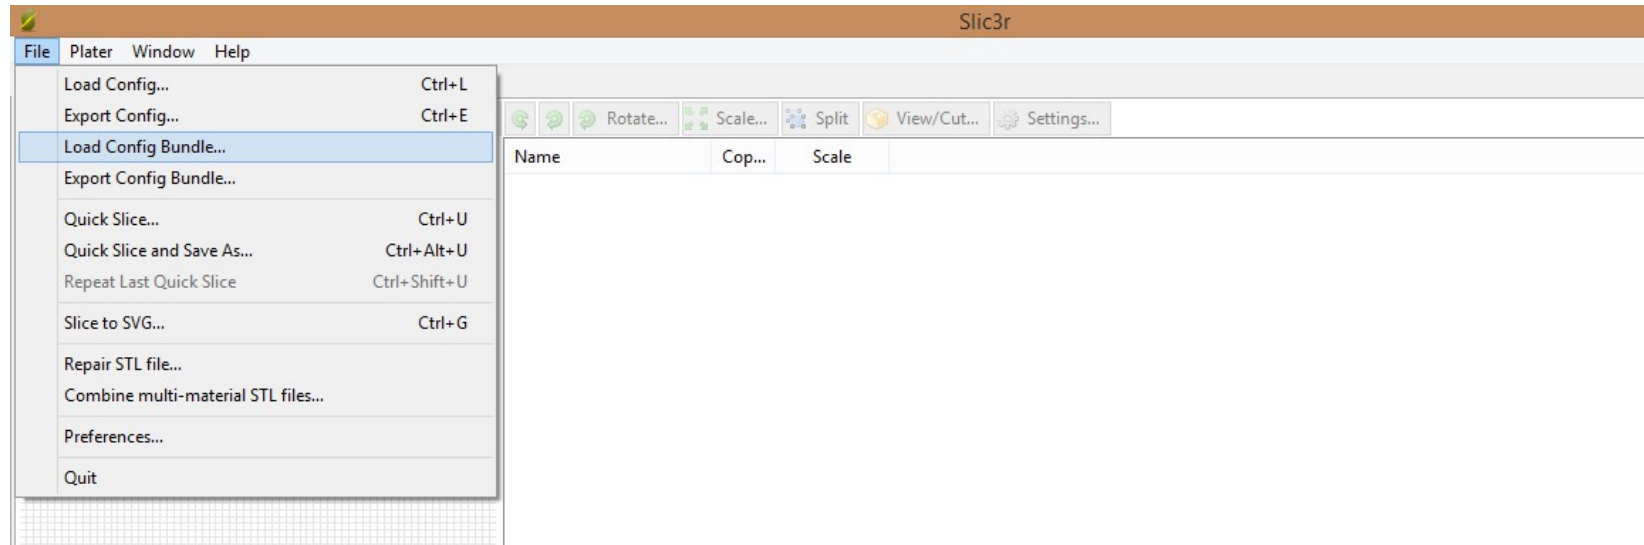 Slic3r
File Plater Window Help
Load Config... Ctrl+L
Export Config... Ctrl+E
Load Config Bundle...
Export Config Bundle...
Quick Slice... Ctrl+U
Quick Slice and Save As... Ctrl+Alt+U
Repeat Last Quick Slice Ctrl+Shift+U
Slice to SVG... Ctrl+G
Repair STL file...
Combine multi-material STL files...
Preferences...
Quit
Rotate... Scale... Split View/Cut... Settings...
Name Cop... Scale